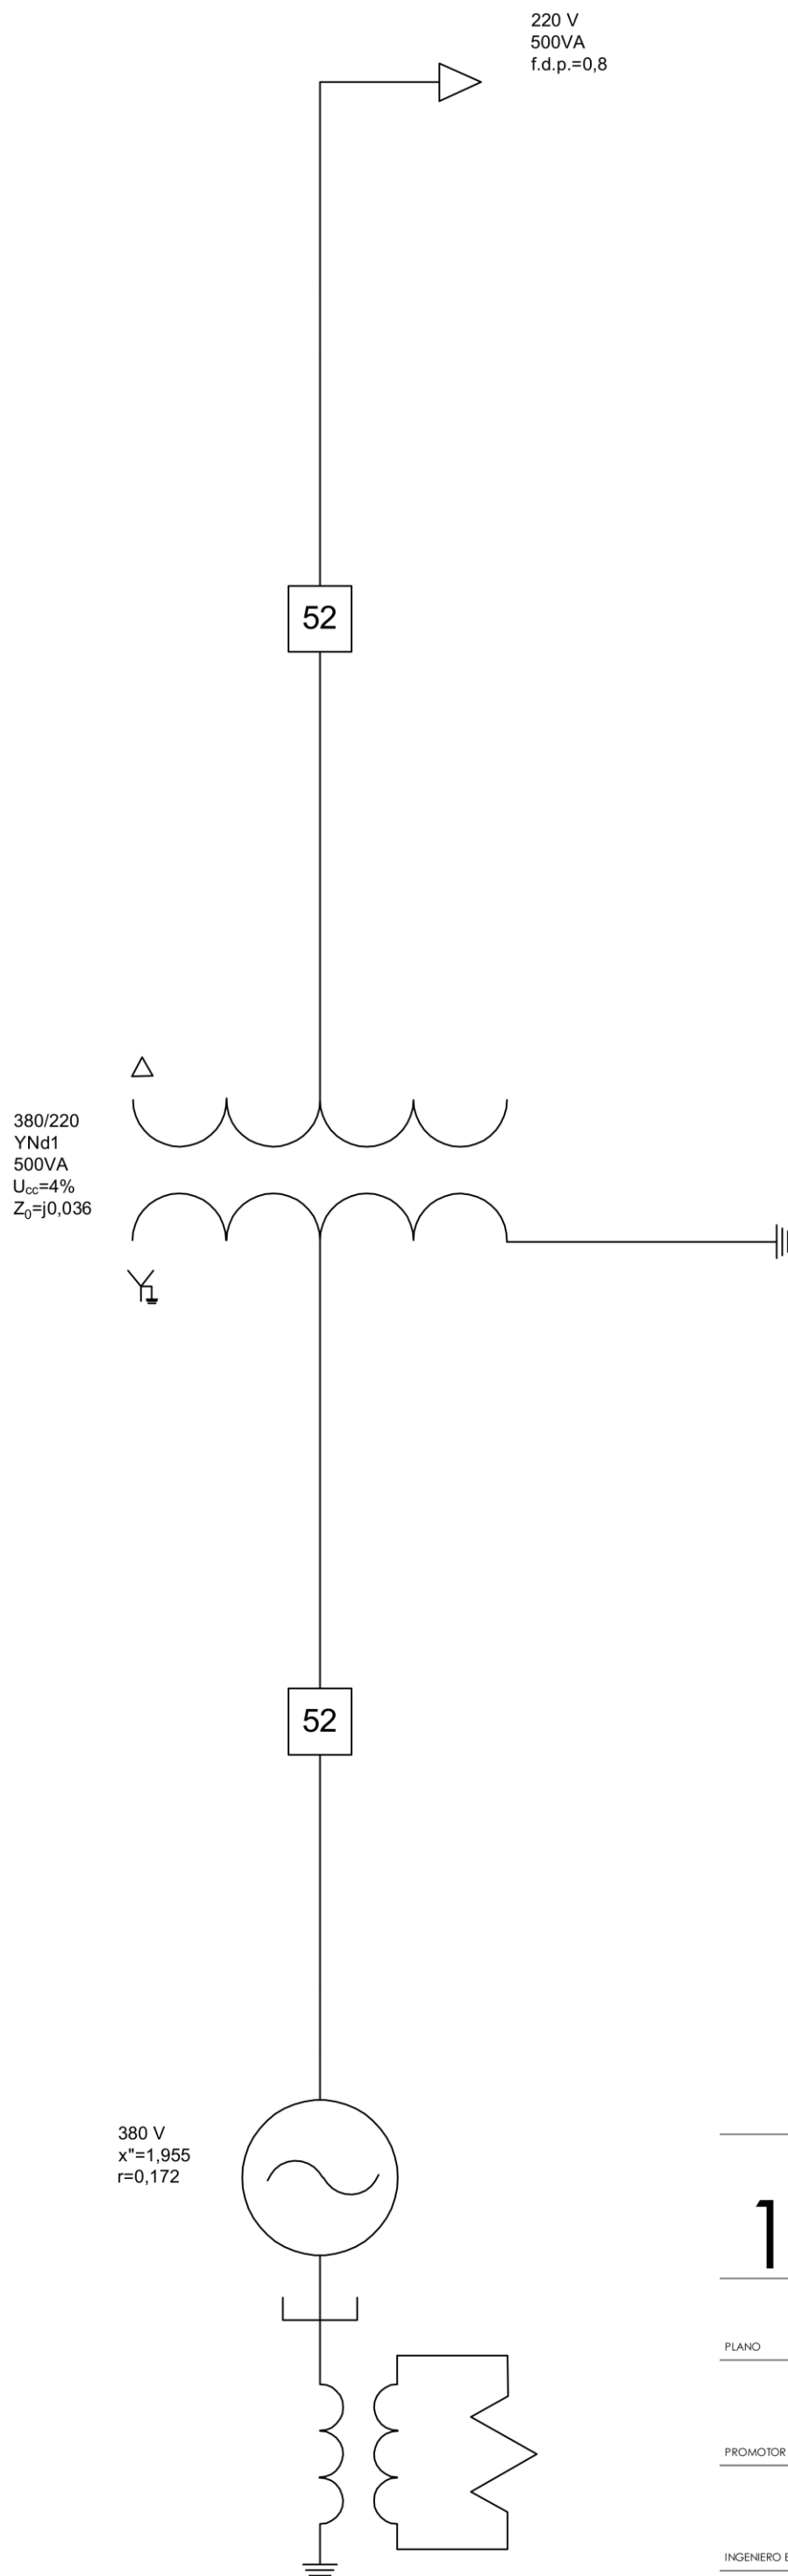 220 V
500VA
f.d.p.=0,8
52
380/220
YNd1
500VA
Ucc=4%
Z0=j0,036
52
380 V
x"=1,955
r=0,172
1
PLANO
PROMOTOR
INGENIERO